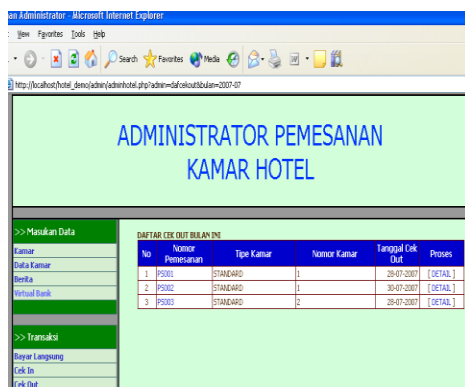 an Administrator - Microsoft Internet Explorer
View Favorites Tools Help
Search Favorites Media
http://localhost/hotel_demo/admin/adminhotel.php?admin=dafcekout&bulan=2007-07
ADMINISTRATOR PEMESANAN
KAMAR HOTEL
>> Masukan Data
Kamar
Data Kamar
Berita
Virtual Bank
>> Transaksi
Bayar Langsung
Cek In
Cek Out
DAFTAR CEK OUT BULAN INI
No Nomor Pemesanan Tipe Kamar Nomor Kamar Tanggal Cek Out Proses
1 PS001 STANDARD 1 28-07-2007 [ DETAIL ]
2 PS002 STANDARD 1 30-07-2007 [ DETAIL ]
3 PS003 STANDARD 2 28-07-2007 [ DETAIL ]